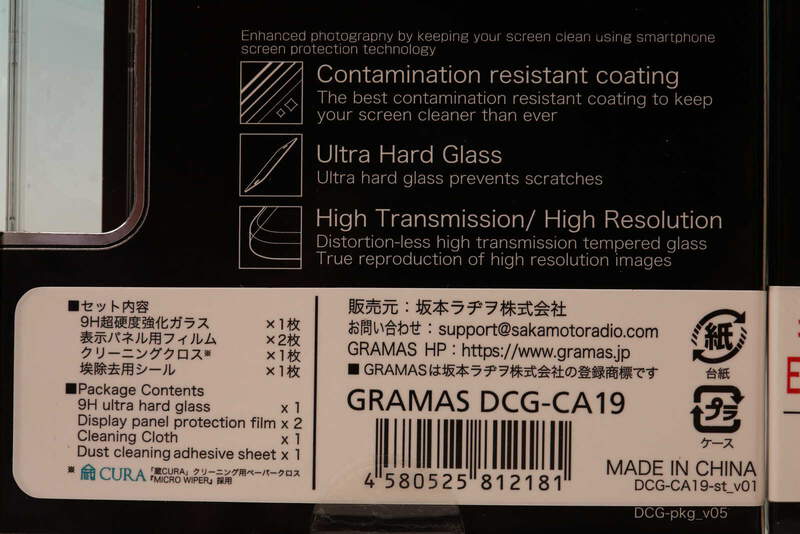 Enhanced photography by keeping your screen clean using smartphone
screen protection technology
Contamination resistant coating
The best contamination resistant coating to keep
your screen cleaner than ever
Ultra Hard Glass
Ultra hard glass prevents scratches
High Transmission/ High Resolution
Distortion-less high transmission tempered glass
True reproduction of high resolution images
■セット内容
9H超硬度強化ガラス ×1枚
表示パネル用フィルム ×2枚
クリーニングクロス※ ×1枚
埃除去用シール ×1枚
■Package Contents
9H ultra hard glass x 1
Display panel protection film x 2
Cleaning Cloth x 1
Dust cleaning adhesive sheet x 1
※ 蔵 CURA 「蔵CURA」クリーニング用ペーパークロス
「MICRO WIPER」採用
販売元：坂本ラヂヲ株式会社
お問い合わせ：support@sakamotoradio.com
GRAMAS HP：https://www.gramas.jp
■ GRAMASは坂本ラヂヲ株式会社の登録商標です
GRAMAS DCG-CA19
4 580525 812181
紙
台紙
プラ
ケース
MADE IN CHINA
DCG-CA19-st_v01
DCG-pkg_v05